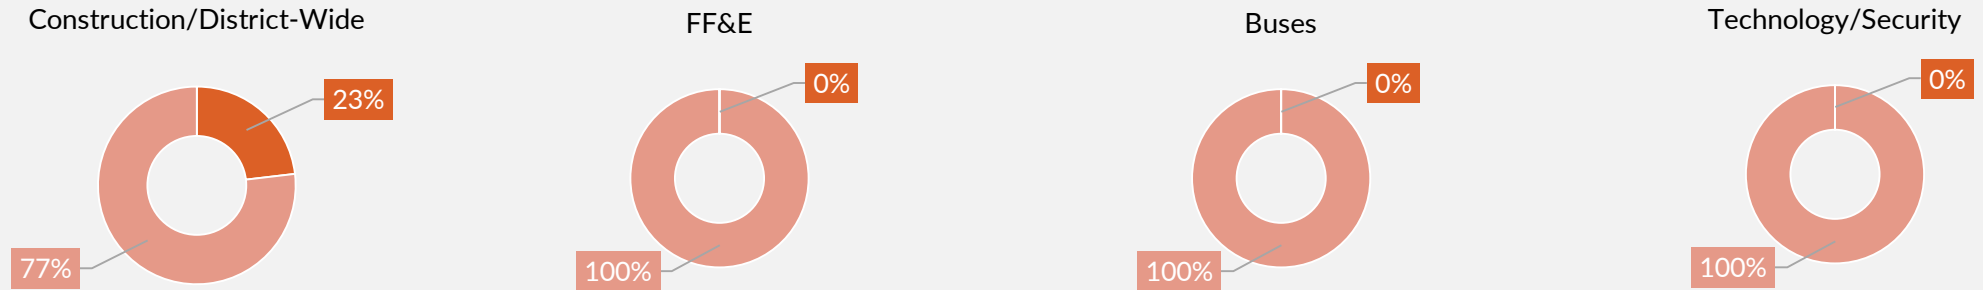 Construction/District-Wide
23%
77%
FF&E
0%
100%
Buses
0%
100%
Technology/Security
0%
100%